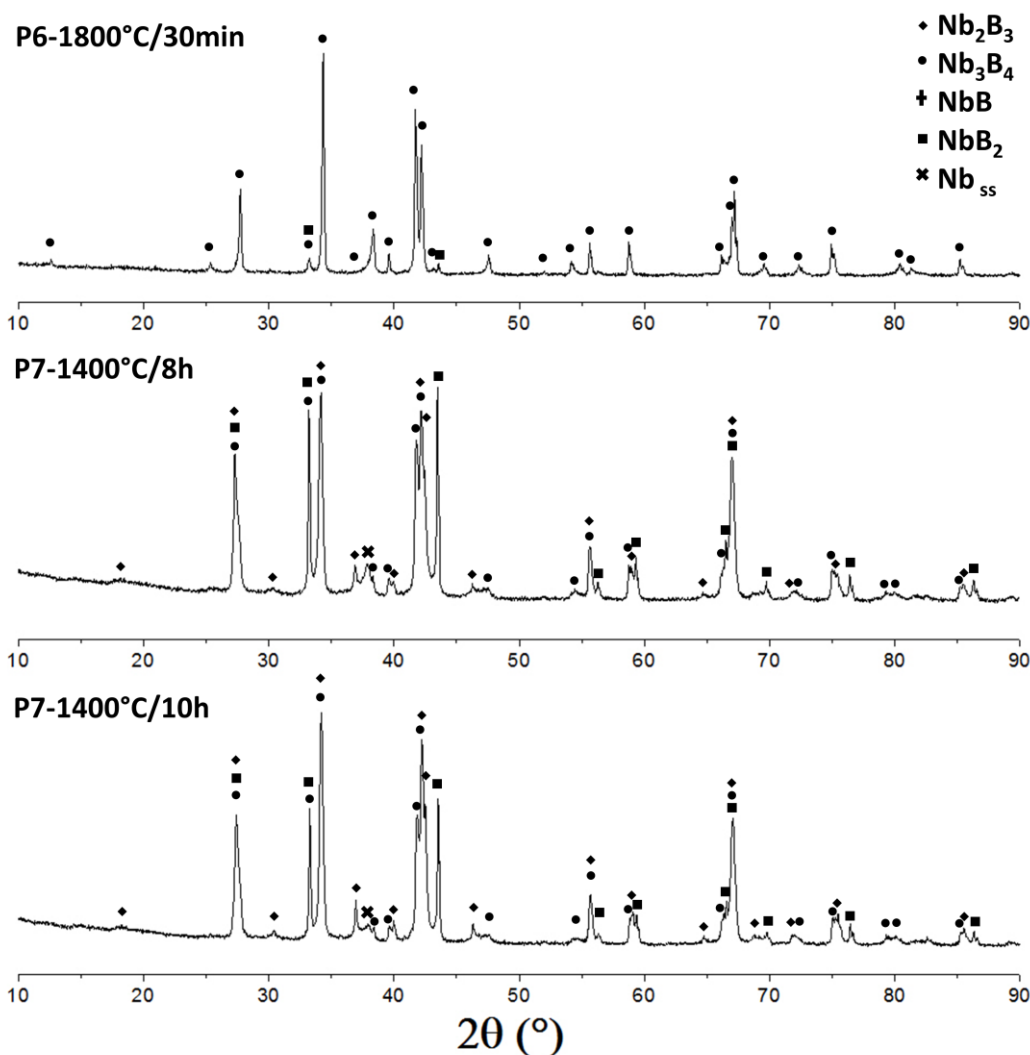 P6-1800°C/30min
◆ Nb₂B₃
● Nb₃B₄
ǂ NbB
■ NbB₂
✖ Nb ss
10 20 30 40 50 60 70 80 90
P7-1400°C/8h
10 20 30 40 50 60 70 80 90
P7-1400°C/10h
10 20 30 40 50 60 70 80 90
2θ (°)